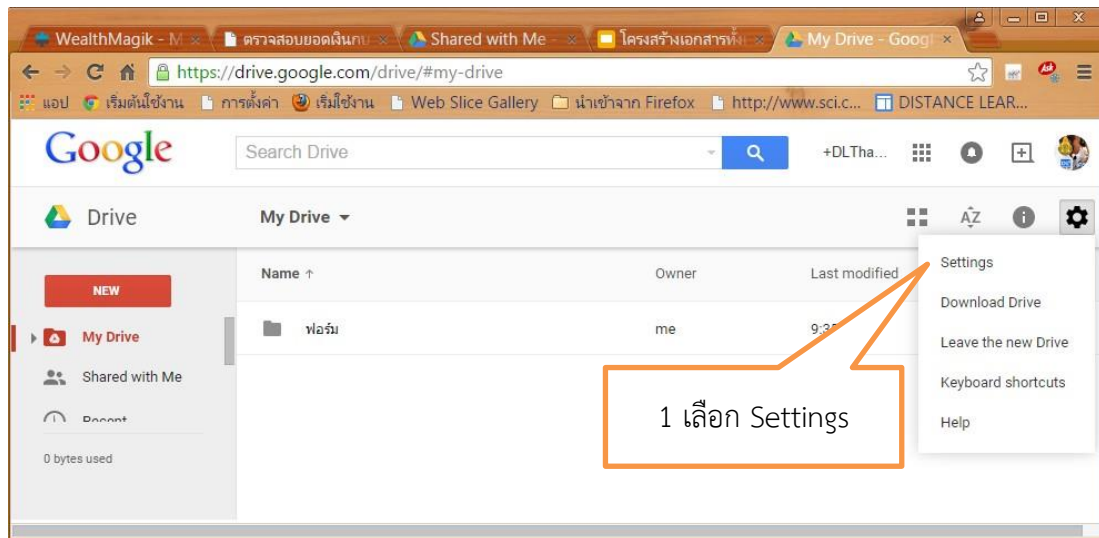 WealthMagik - M
ตรวจสอบยอดเงินกบ
Shared with Me -
โครงสร้างเอกสารทั้ง
My Drive - Googl
https://drive.google.com/drive/#my-drive
แอป เริ่มต้นใช้งาน การตั้งค่า เริ่มใช้งาน Web Slice Gallery นำเข้าจาก Firefox http://www.sci.c... DISTANCE LEAR...
Google
Search Drive
+DLTha...
Drive
My Drive
AZ
NEW
Name ↑ Owner Last modified
My Drive
ฟอร์ม me 9:3
Shared with Me
Recent
0 bytes used
Settings
Download Drive
Leave the new Drive
Keyboard shortcuts
Help
1 เลือก Settings